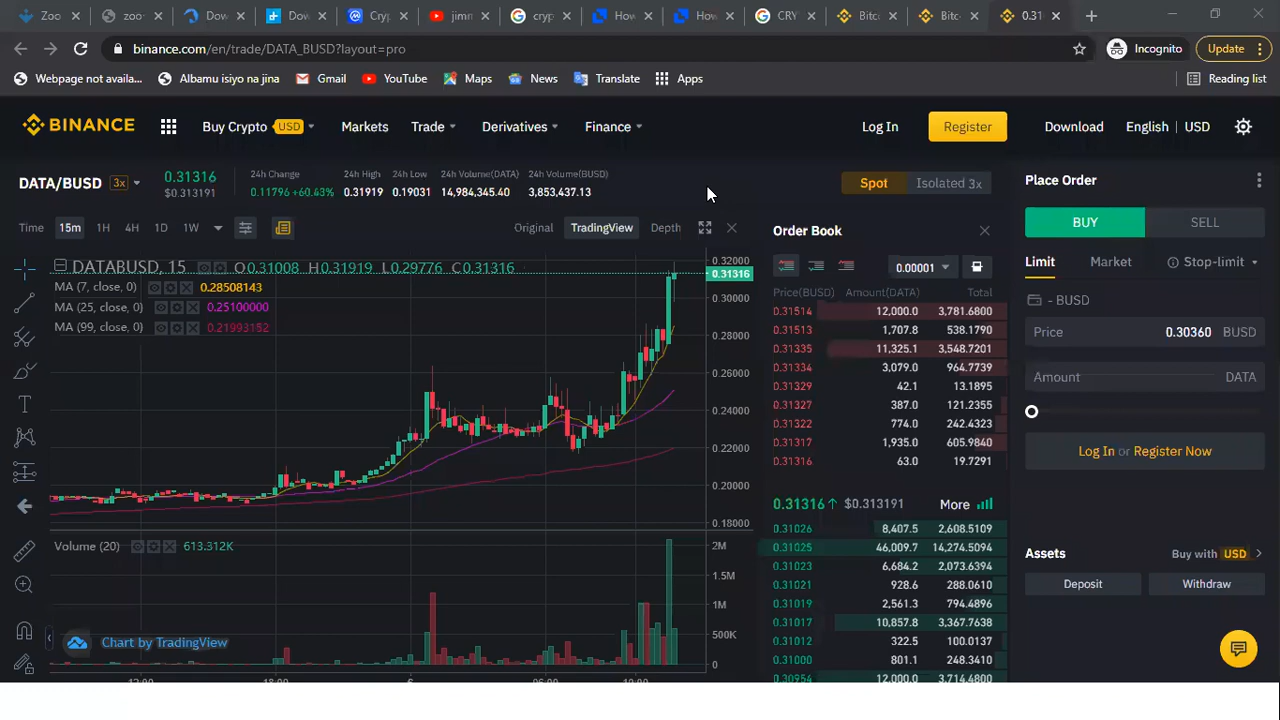 Zoo
zoo-
Dow
Dow
Cryp
jimn
cryp
How
How
CRY
Bitcu
Bitcu
0.31
binance.com/en/trade/DATA_BUSD?layout=pro
Incognito
Update
Webpage not availa...
Albamu isiyo na jina
Gmail
YouTube
Maps
News
Translate
Apps
Reading list
BINANCE
Buy Crypto USD
Markets
Trade
Derivatives
Finance
Log In
Register
Download
English
USD
DATA/BUSD 3x
0.31316
$0.313191
24h Change
0.11796 +60.43%
24h High
0.31919
24h Low
0.19031
24h Volume(DATA)
14,984,345.40
24h Volume(BUSD)
3,853,437.13
Spot
Isolated 3x
Place Order
Time 15m 1H 4H 1D 1W
Original TradingView Depth
DATABUSD, 15 O0.31008 H0.31919 L0.29776 C0.31316
MA (7, close, 0) 0.28508143
MA (25, close, 0) 0.25100000
MA (99, close, 0) 0.21993152
0.32000
0.31316
0.30000
0.28000
0.26000
0.24000
0.22000
0.20000
0.18000
Volume (20) 613.312K
2M
1.5M
1M
500K
0
Chart by TradingView
Order Book
0.00001
Price(BUSD) Amount(DATA) Total
0.31514 12,000.0 3,781.6800
0.31513 1,707.8 538.1790
0.31335 11,325.1 3,548.7201
0.31334 3,079.0 964.7739
0.31329 42.1 13.1895
0.31327 387.0 121.2355
0.31322 774.0 242.4323
0.31317 1,935.0 605.9840
0.31316 63.0 19.7291
0.31316↑ $0.313191 More
0.31026 8,407.5 2,608.5109
0.31025 46,009.7 14,274.5094
0.31023 6,684.2 2,073.6394
0.31021 928.6 288.0610
0.31019 2,561.3 794.4896
0.31017 10,857.8 3,367.7638
0.31012 322.5 100.0137
0.31000 801.1 248.3410
0.30954 12,000.0 3,714.4800
BUY
SELL
Limit
Market
Stop-limit
- BUSD
Price 0.30360 BUSD
Amount DATA
Log In or Register Now
Assets
Buy with USD
Deposit
Withdraw